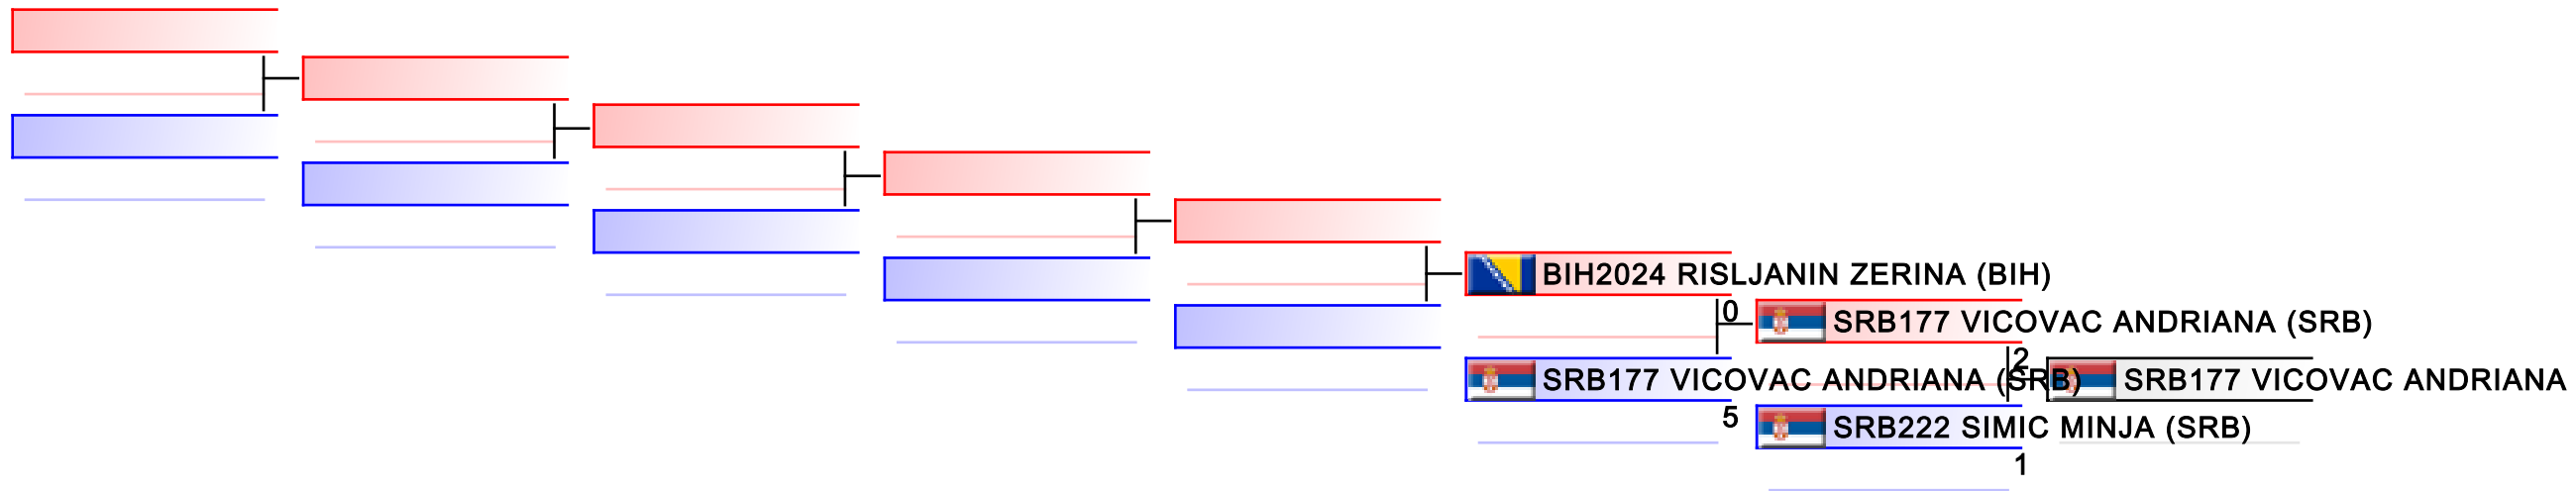 BIH2024 RISLJANIN ZERINA (BIH)
0
SRB177 VICOVAC ANDRIANA (SRB)
2
SRB177 VICOVAC ANDRIANA (SRB)
SRB177 VICOVAC ANDRIANA
5
SRB222 SIMIC MINJA (SRB)
1